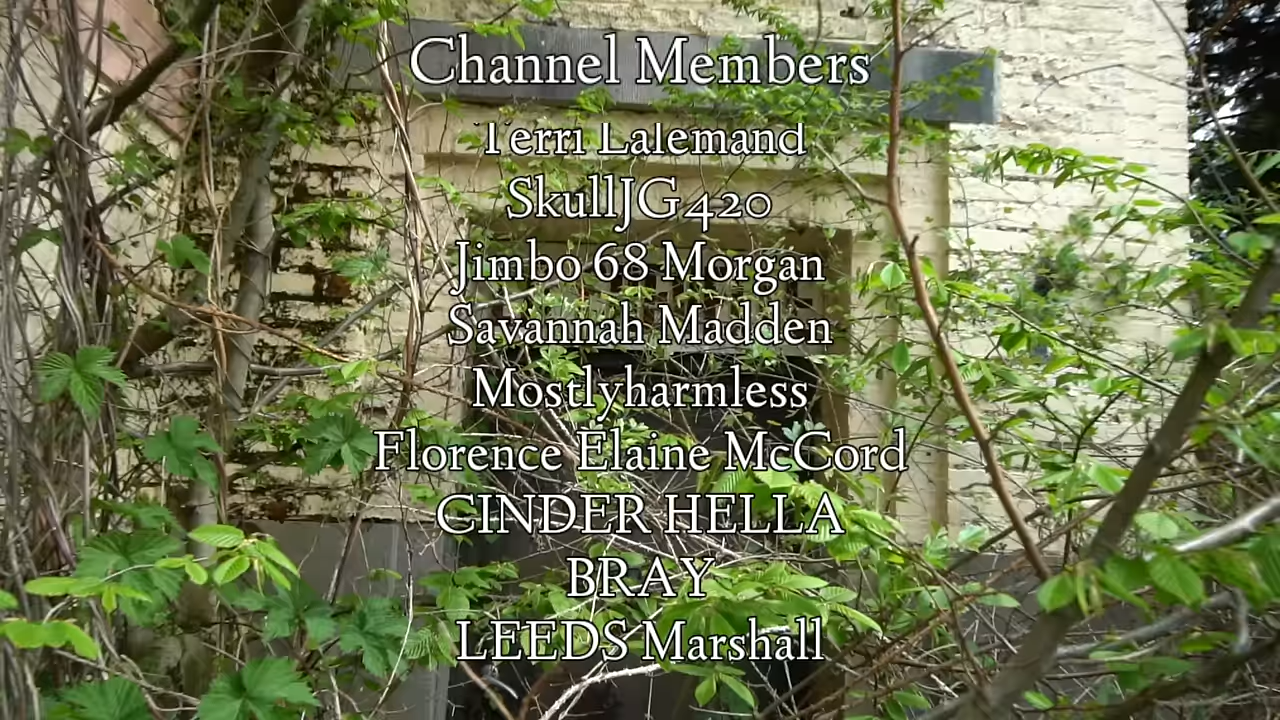 Channel Members
Terri Lalemand
SkullJG420
Jimbo 68 Morgan
Savannah Madden
Mostlyharmless
Florence Elaine McCord
CINDER HELLA
BRAY
LEEDS Marshall